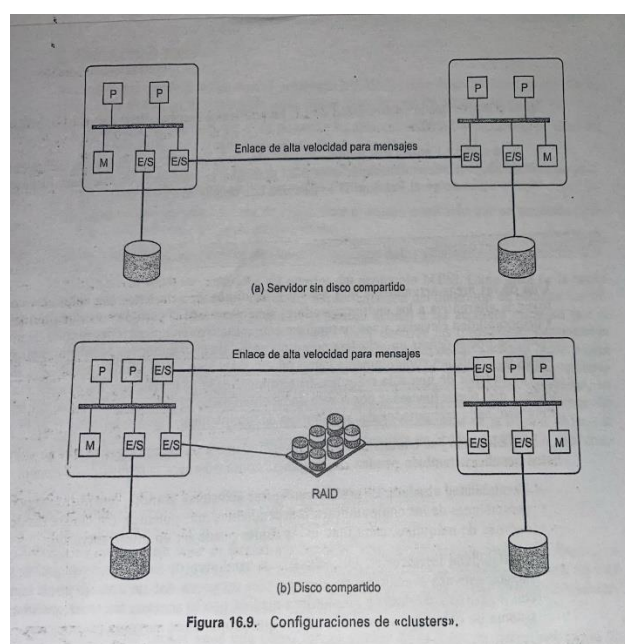 P P P P
Enlace de alta velocidad para mensajes
M E/S E/S E/S E/S M
(a) Servidor sin disco compartido
Enlace de alta velocidad para mensajes
P P E/S E/S P P
M E/S E/S E/S E/S M
RAID
(b) Disco compartido
Figura 16.9. Configuraciones de «clusters».